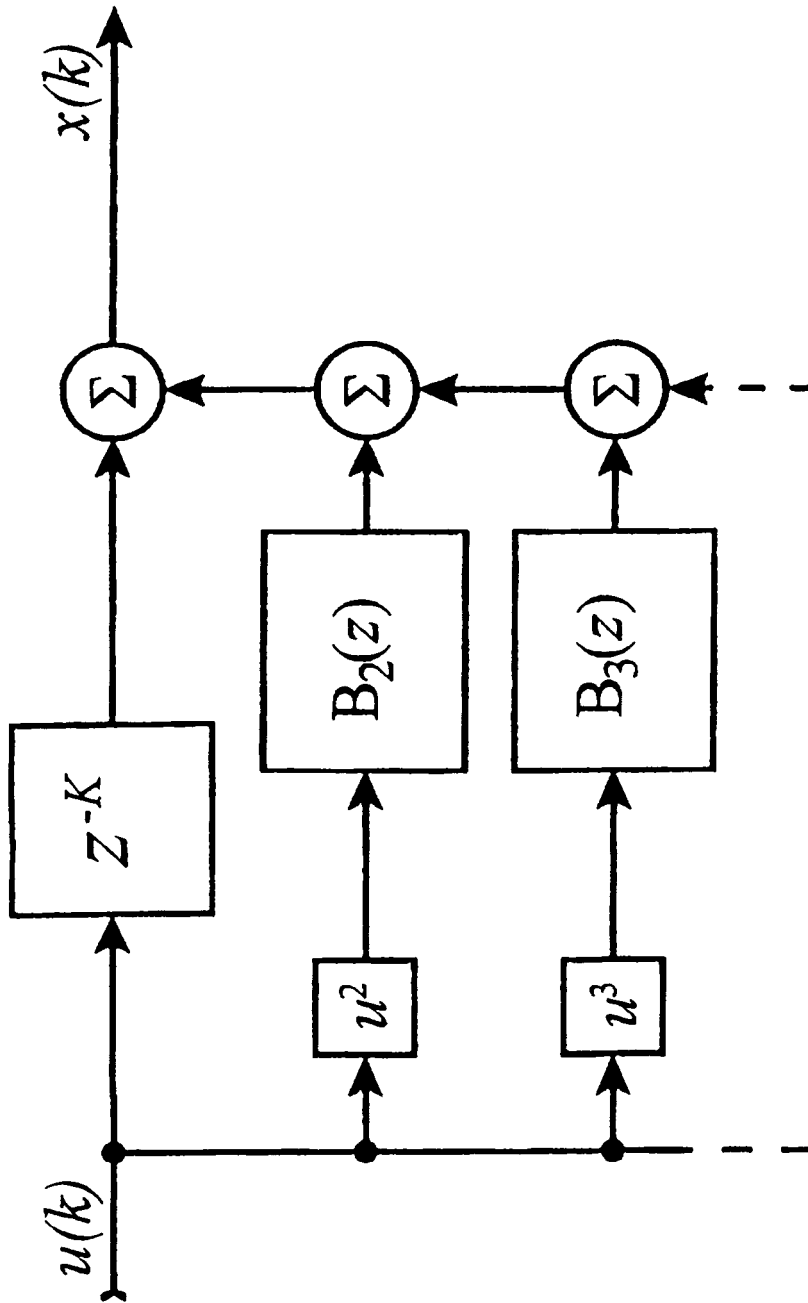 u(k)
Z^{-K}
Σ
x(k)
u^2
B_2(z)
Σ
u^3
B_3(z)
Σ